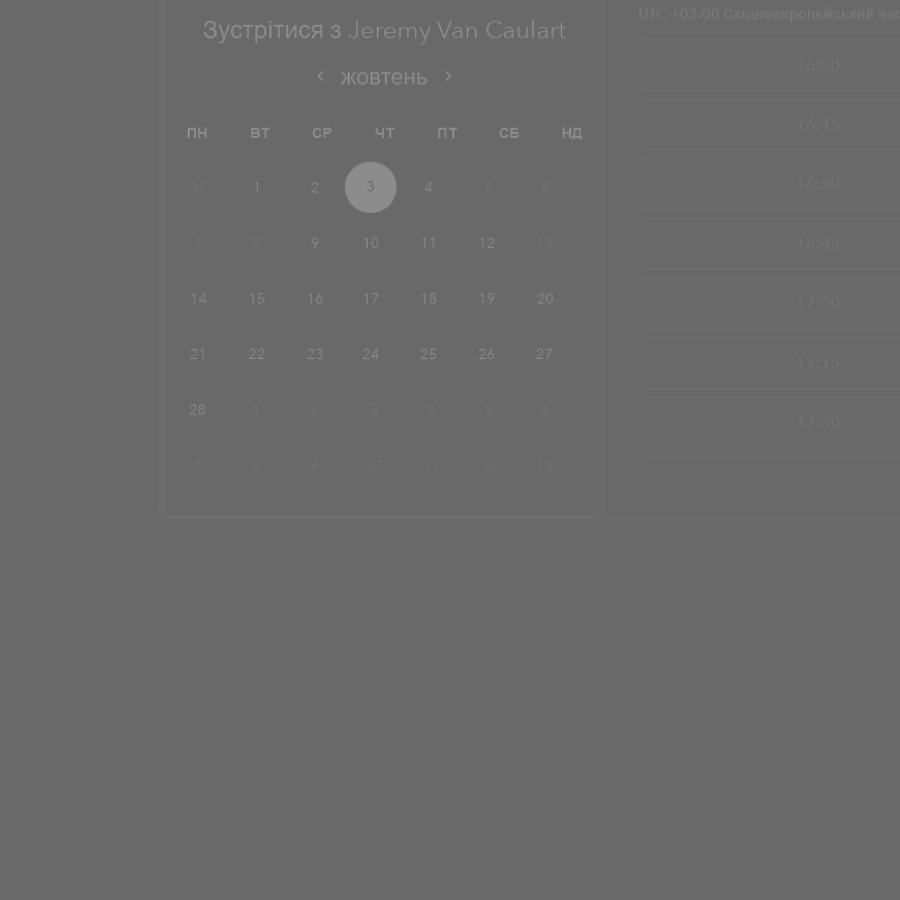 Зустрітися з Jeremy Van Caulart
жовтень
ПН ВТ СР ЧТ ПТ СБ НД
31 1 2 3 4 5 6
7 8 9 10 11 12 13
14 15 16 17 18 19 20
21 22 23 24 25 26 27
28 1 2 3 4 5 6
7 8 9 10 11 12 13
UTC +03:00 Східноєвропейський час
16:00
16:15
16:30
16:45
17:00
17:15
17:30